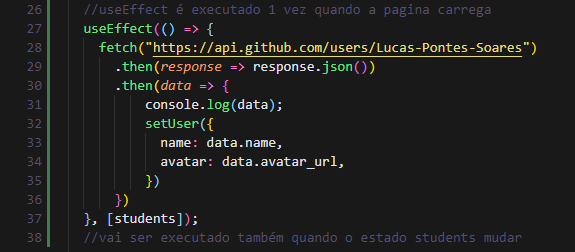 26 //useEffect é executado 1 vez quando a pagina carrega
27 useEffect(() => {
28 fetch("https://api.github.com/users/Lucas-Pontes-Soares")
29 .then(response => response.json())
30 .then(data => {
31 console.log(data);
32 setUser({
33 name: data.name,
34 avatar: data.avatar_url,
35 })
36 })
37 }, [students]);
38 //vai ser executado também quando o estado students mudar